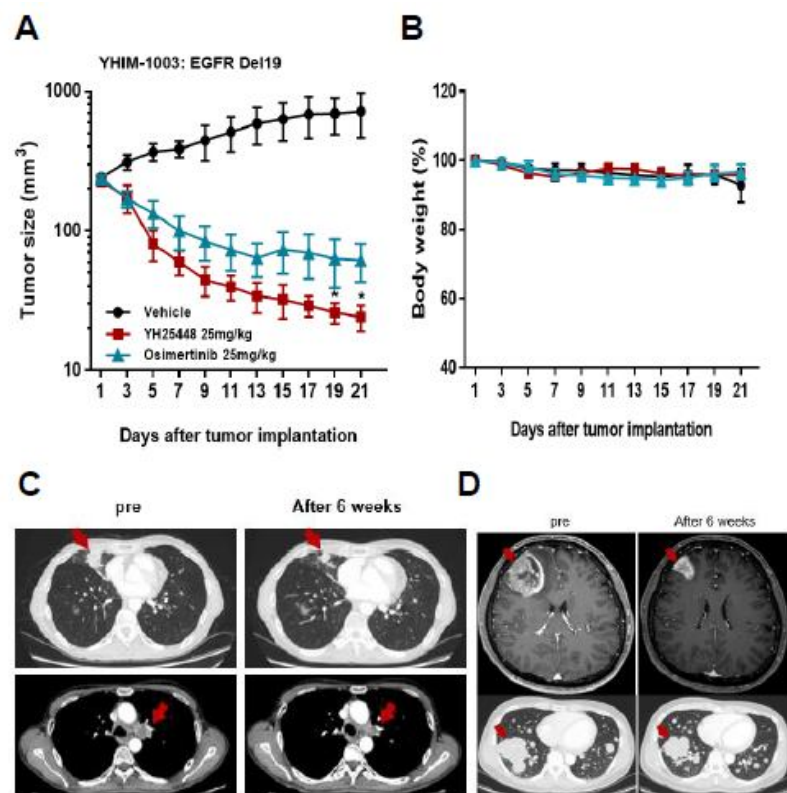 A
YHIM-1003: EGFR Del19
Tumor size (mm³)
1000
100
10
Vehicle
YH25448 25mg/kg
Osimertinib 25mg/kg
* *
1 3 5 7 9 11 13 15 17 19 21
Days after tumor implantation
B
Body weight (%)
120
100
80
60
40
1 3 5 7 9 11 13 15 17 19 21
Days after tumor implantation
C
pre After 6 weeks
D
pre After 6 weeks